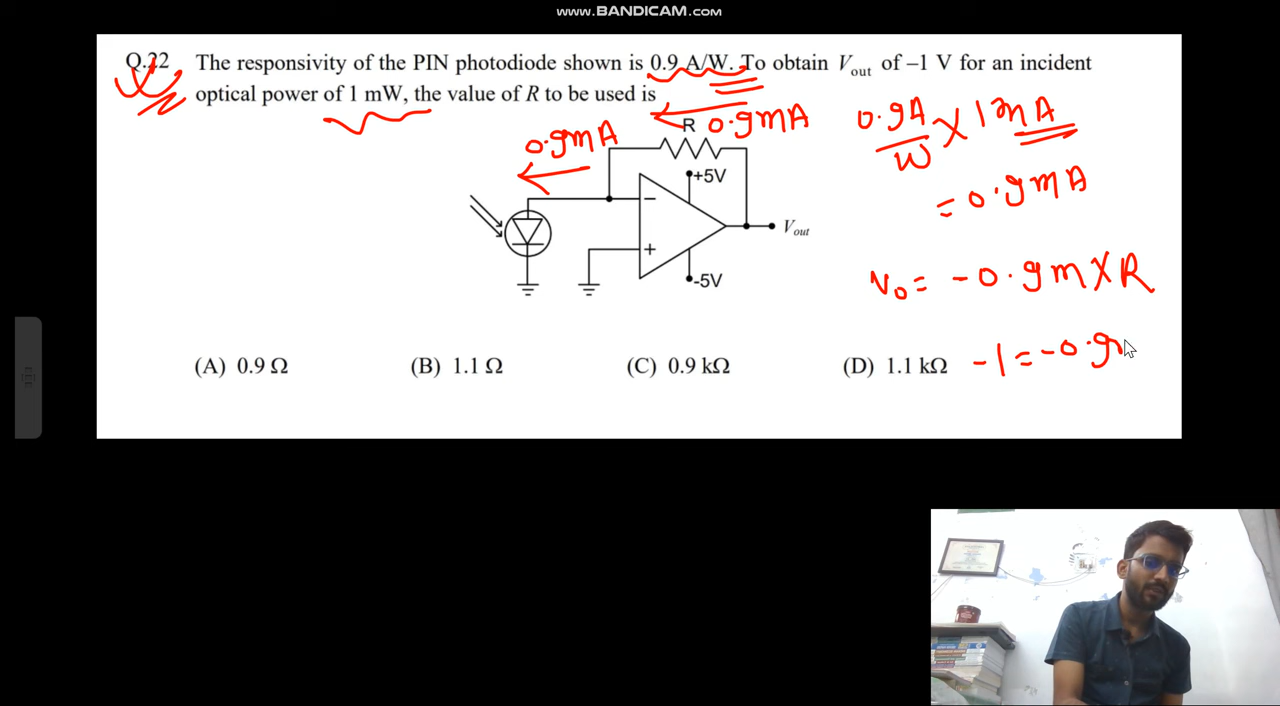 www.BANDICAM.com
Q.22 The responsivity of the PIN photodiode shown is 0.9 A/W. To obtain Vout of –1 V for an incident
optical power of 1 mW, the value of R to be used is
0.9mA
R
0.9mA
0.9A/W X 1mA
= 0.9mA
+5V
−
+
Vout
-5V
V0 = -0.9m X R
(A) 0.9 Ω (B) 1.1 Ω (C) 0.9 kΩ (D) 1.1 kΩ
-1 = -0.9